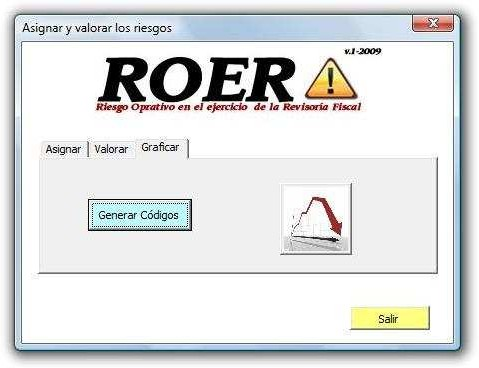 Asignar y valorar los riesgos
v.1-2009
ROER
Riesgo Oprativo en el ejercicio de la Revisoría Fiscal
Asignar Valorar Graficar
Generar Códigos
Salir